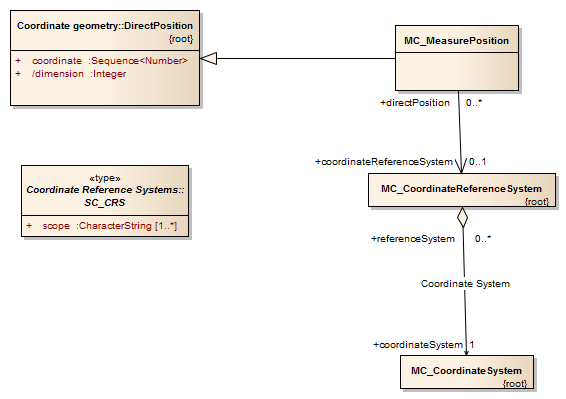 Coordinate geometry::DirectPosition
{root}
+ coordinate :Sequence<Number>
+ /dimension :Integer
MC_MeasurePosition
+directPosition 0..*
+coordinateReferenceSystem 0..1
«type»
Coordinate Reference Systems::
SC_CRS
+ scope :CharacterString [1..*]
MC_CoordinateReferenceSystem
{root}
+referenceSystem 0..*
Coordinate System
+coordinateSystem 1
MC_CoordinateSystem
{root}